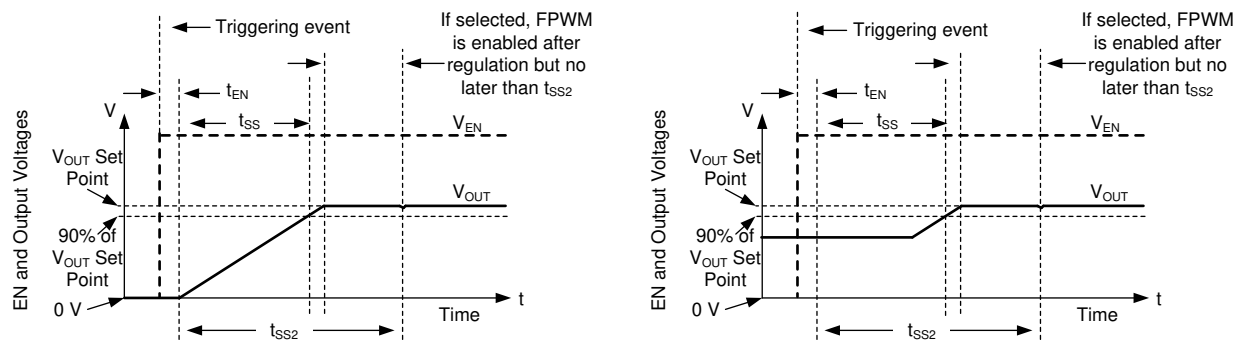 Triggering event
If selected, FPWM
is enabled after
regulation but no
later than tSS2
tEN
V
tSS
VEN
VOUT Set
Point
VOUT
90% of
VOUT Set
Point
0 V
t
Time
tSS2
EN and Output Voltages
Triggering event
If selected, FPWM
is enabled after
regulation but no
later than tSS2
tEN
V
tSS
VEN
VOUT Set
Point
VOUT
90% of
VOUT Set
Point
0 V
t
Time
tSS2
EN and Output Voltages